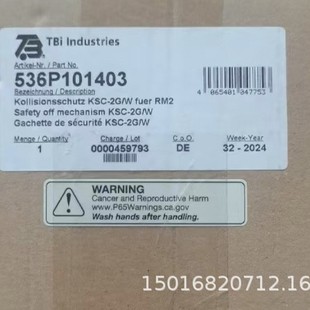 TBi TBi Industries
Artikel-Nr. / Part No.
536P101403
Bezeichnung / Description
Kollisionsschutz KSC-2G/W fuer RM2
Safety off mechanism KSC-2G/W
Gachette de sécurité KSC-2G/W
4 065401 034775
Menge / Quantity Charge / Lot C.o.O. Week-Year
1 0000459793 DE 32 - 2024
WARNING
Cancer and Reproductive Harm
www.P65Warnings.ca.gov
Wash hands after handling.
15016820712.16